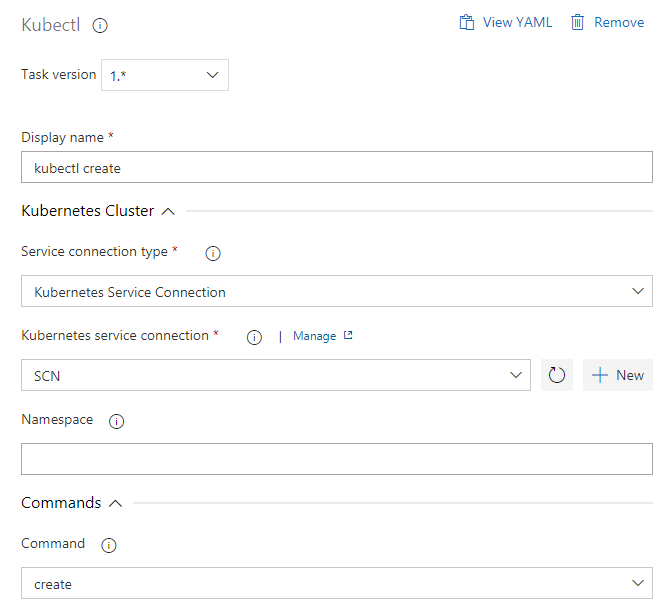 Kubectl View YAML Remove
Task version 1.*
Display name *
kubectl create
Kubernetes Cluster
Service connection type *
Kubernetes Service Connection
Kubernetes service connection * | Manage
SCN New
Namespace
Commands
Command
create